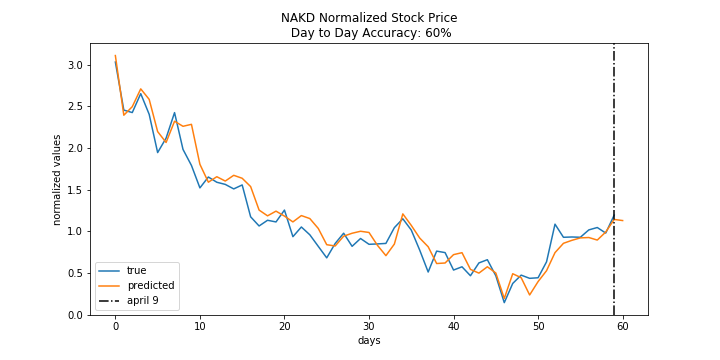 NAKD Normalized Stock Price
Day to Day Accuracy: 60%
normalized values
3.0
2.5
2.0
1.5
1.0
0.5
0.0
true
predicted
april 9
0
10
20
30
40
50
60
days